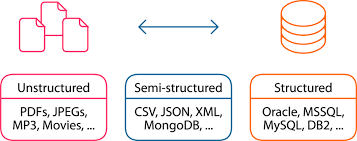 Unstructured
PDFs, JPEGs,
MP3, Movies, ...
Semi-structured
CSV, JSON, XML,
MongoDB, ...
Structured
Oracle, MSSQL,
MySQL, DB2, ...